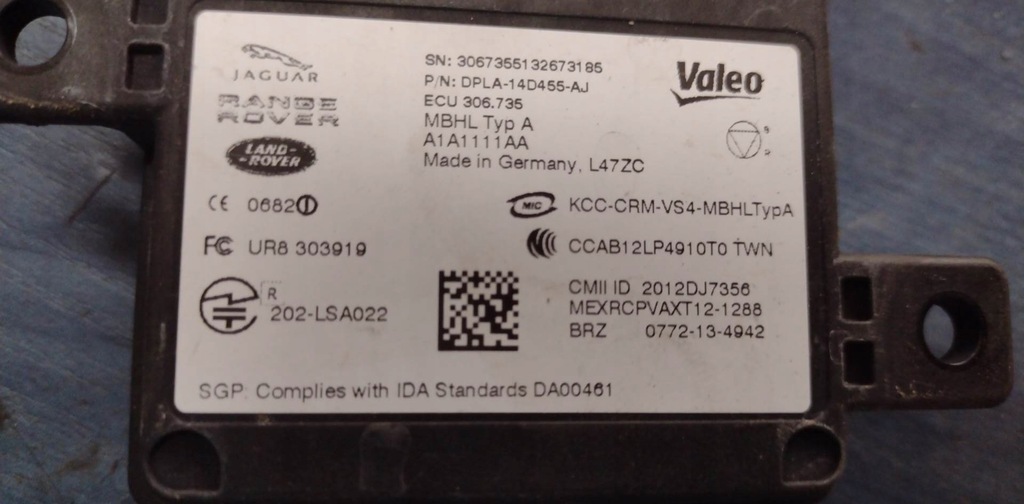 JAGUAR
RANGE
ROVER
LAND-
-ROVER
SN: 3067355132673185
P/N: DPLA-14D455-AJ
ECU 306.735
MBHL Typ A
A1A1111AA
Made in Germany, L47ZC
Valeo
CE 0682
FC UR8 303919
R
202-LSA022
MIC KCC-CRM-VS4-MBHLTypA
CCAB12LP4910T0 TWN
CMII ID 2012DJ7356
MEXRCPVAXT12-1288
BRZ 0772-13-4942
SGP: Complies with IDA Standards DA00461